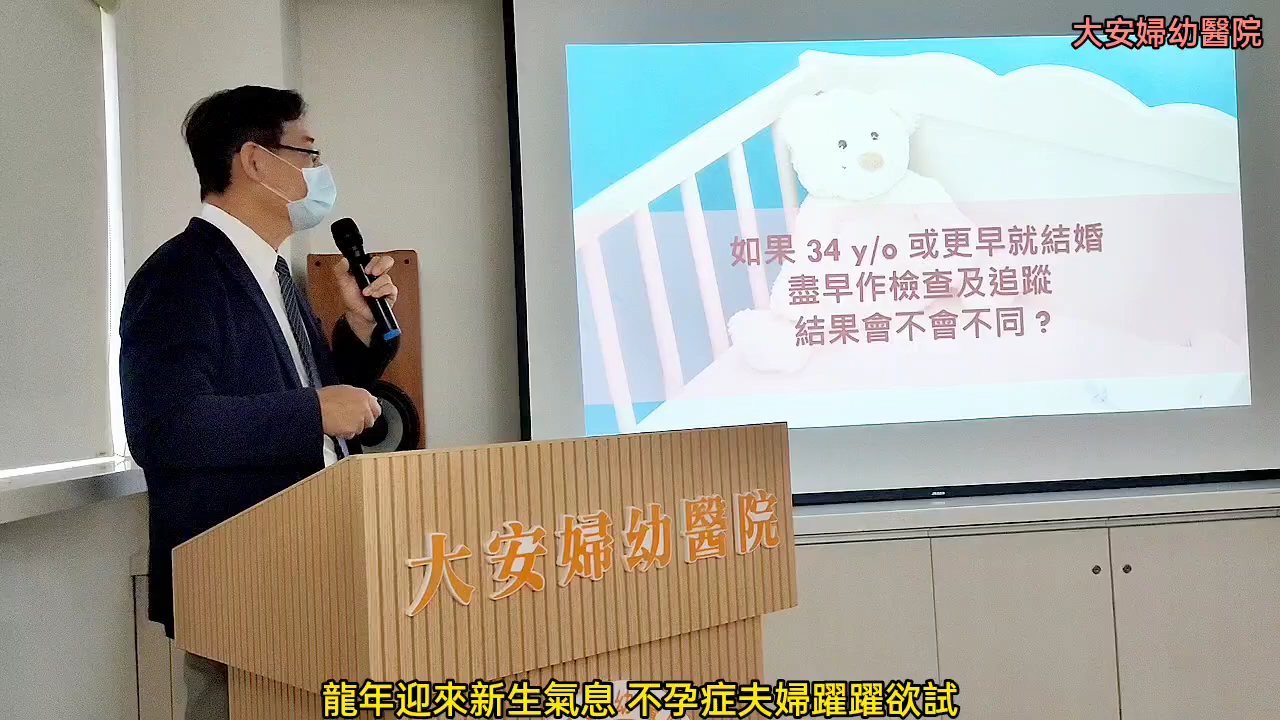 大安婦幼醫院
如果 34 y/o 或更早就結婚
盡早作檢查及追蹤
結果會不會不同？
大安婦幼醫院
龍年迎來新生氣息 不孕症夫婦躍躍欲試